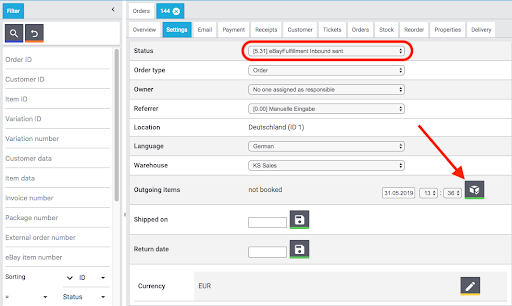 Filter
Order ID
Customer ID
Item ID
Variation ID
Variation number
Customer data
Item data
Invoice number
Package number
External order number
eBay item number
Sorting
ID
Status
Orders
144
Overview Settings Email Payment Receipts Customer Tickets Orders Stock Reorder Properties Delivery
Status [5.31] eBayFulfillment Inbound sent
Order type Order
Owner No one assigned as responsible
Referrer [0.00] Manuelle Eingabe
Location Deutschland (ID 1)
Language German
Warehouse KS Sales
Outgoing items not booked 31.05.2019 13 : 36
Shipped on
Return date
Currency EUR